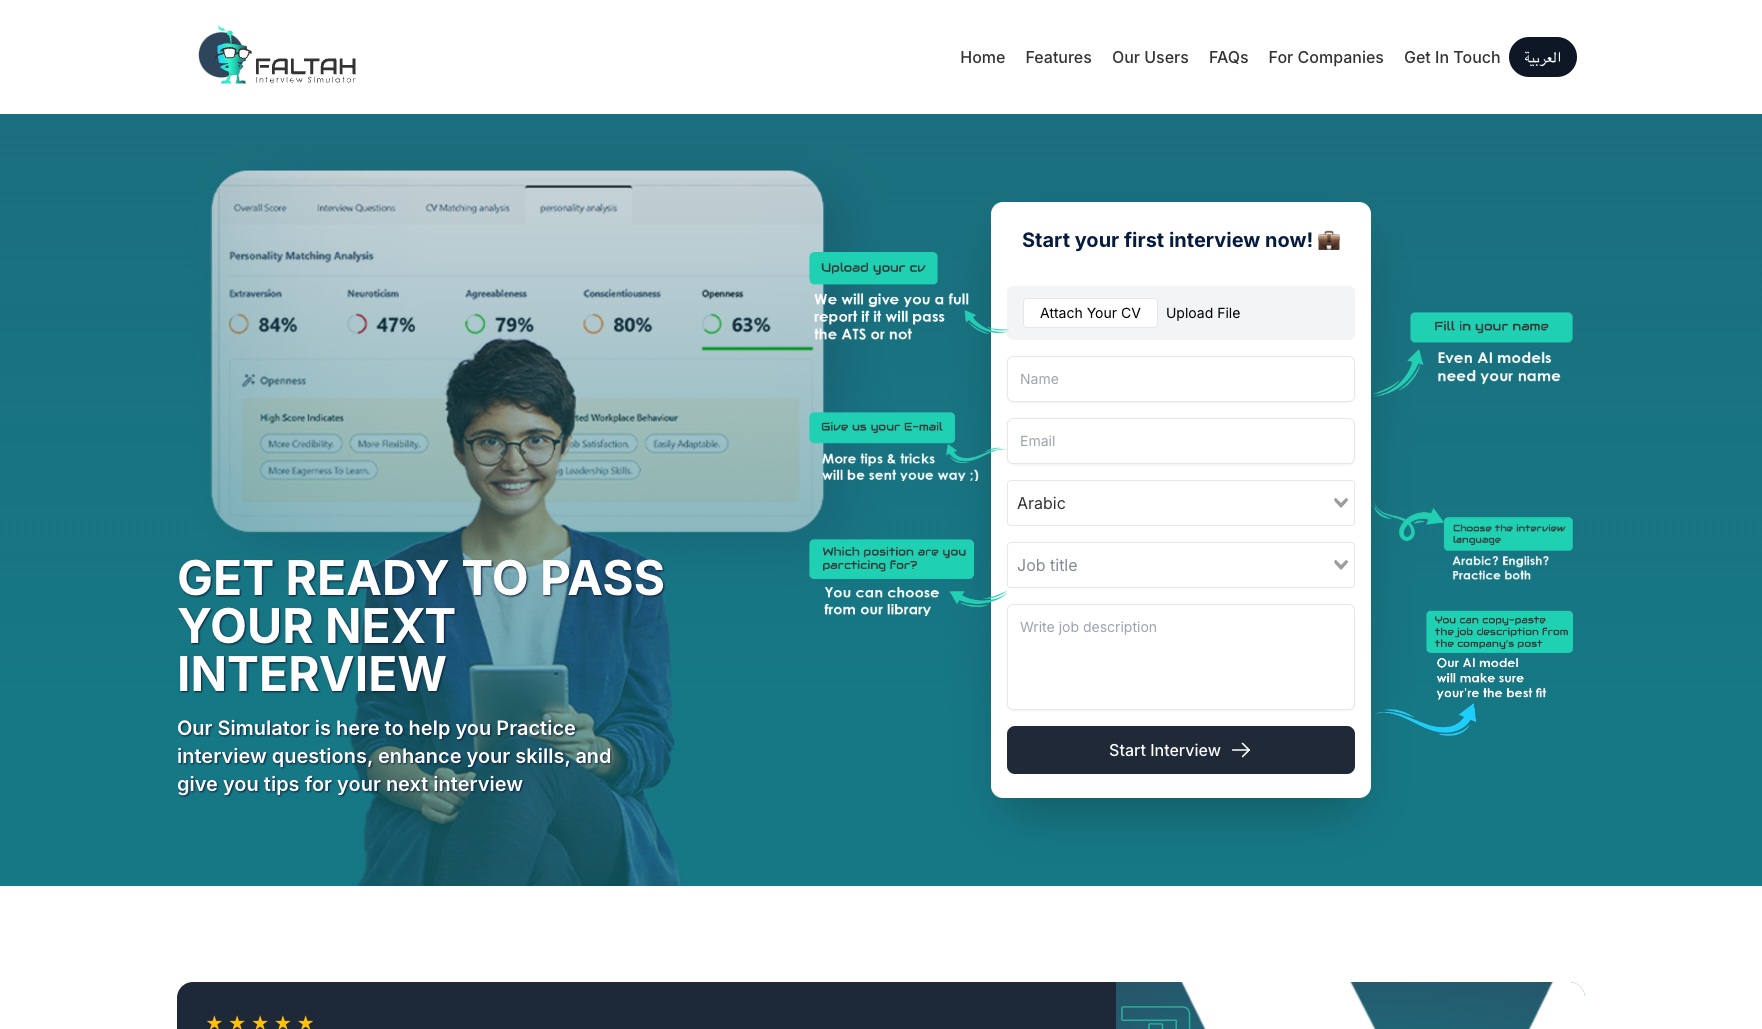 FALTAH
Interview Simulator
Home Features Our Users FAQs For Companies Get In Touch العربية
Overall Score Interview Questions CV Matching analysis personality analysis
Personality Matching Analysis
Extraversion Neuroticism Agreeableness Conscientiousness Openness
84% 47% 79% 80% 63%
Openness
High Score Indicates
ted Workplace Behaviour
More Credibility. More Flexibility. ob Satisfaction. Easily Adaptable.
More Eagerness To Learn. g Leadership Skills.
GET READY TO PASS
YOUR NEXT
INTERVIEW
Our Simulator is here to help you Practice
interview questions, enhance your skills, and
give you tips for your next interview
Upload your cv
We will give you a full
report if it will pass
the ATS or not
Give us your E-mail
More tips & tricks
will be sent youe way ;)
Which position are you
parcticing for?
You can choose
from our library
Start your first interview now!
Attach Your CV Upload File
Name
Email
Arabic
Job title
Write job description
Start Interview
Fill in your name
Even AI models
need your name
Choose the interview
language
Arabic? English?
Practice both
You can copy-paste
the job description from
the company's post
Our AI model
will make sure
your're the best fit